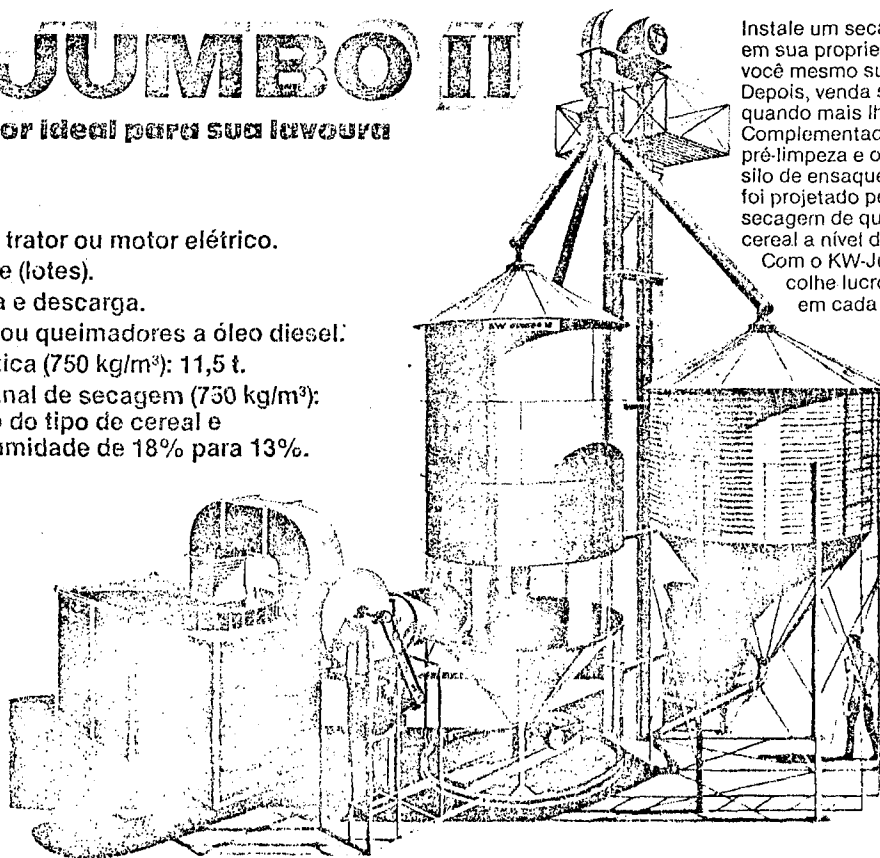 JUMBO II
or ideal para sua lavoura
trator ou motor elétrico.
e (lotes).
a e descarga.
ou queimadores a óleo diesel.
tica (750 kg/m³): 11,5 t.
nal de secagem (750 kg/m³):
do tipo de cereal e
umidade de 18% para 13%.
Instale um seca
em sua proprie
você mesmo su
Depois, venda s
quando mais lh
Complementad
pré-limpeza e o
silo de ensaque
foi projetado pe
secagem de qu
cereal a nível d
Com o KW-Ju
colhe lucro
em cada
KW JUMBO II